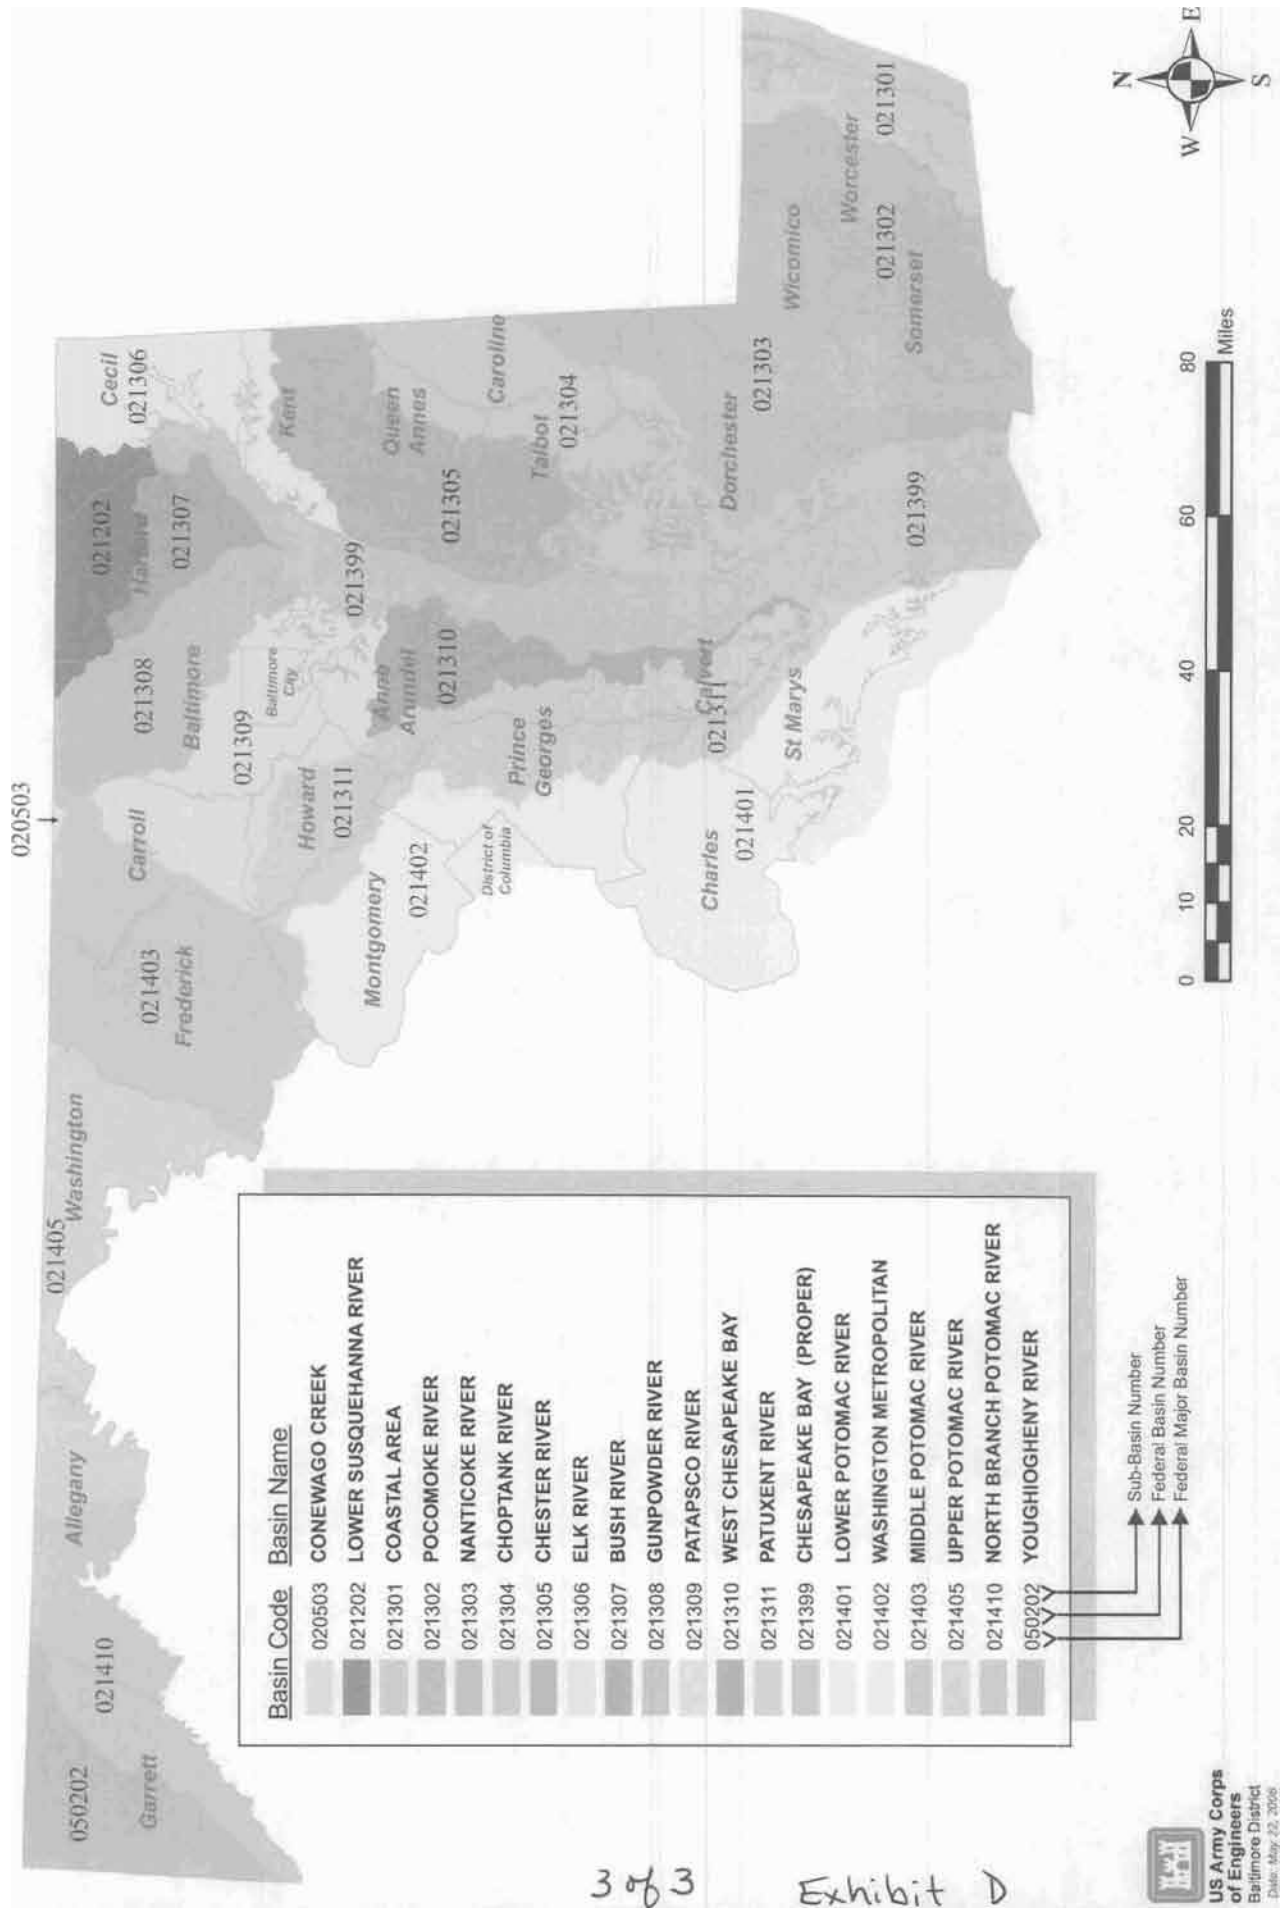 020503
050202
Garrett
021410
Allegany
021405
Washington
021403
Frederick
Carroll
021308
Baltimore
021309
Baltimore
City
021202
Harford
021307
Cecil
021306
Kent
Howard
021311
021399
Anne
Arundel
021310
Queen
Annes
021305
Caroline
Talbot
021304
Montgomery
021402
District of
Columbia
Prince
Georges
Charles
021401
Calvert
021311
St Marys
Dorchester
021303
021399
Wicomico
Worcester
021302
021301
Somerset
N
W
E
S
Basin Code Basin Name
020503 CONEWAGO CREEK
021202 LOWER SUSQUEHANNA RIVER
021301 COASTAL AREA
021302 POCOMOKE RIVER
021303 NANTICOKE RIVER
021304 CHOPTANK RIVER
021305 CHESTER RIVER
021306 ELK RIVER
021307 BUSH RIVER
021308 GUNPOWDER RIVER
021309 PATAPSCO RIVER
021310 WEST CHESAPEAKE BAY
021311 PATUXENT RIVER
021399 CHESAPEAKE BAY (PROPER)
021401 LOWER POTOMAC RIVER
021402 WASHINGTON METROPOLITAN
021403 MIDDLE POTOMAC RIVER
021405 UPPER POTOMAC RIVER
021410 NORTH BRANCH POTOMAC RIVER
050202 YOUGHIOGHENY RIVER
Sub-Basin Number
Federal Basin Number
Federal Major Basin Number
0 10 20 40 60 80
Miles
US Army Corps
of Engineers
Baltimore District
Date: May 22, 2006
3 of 3
Exhibit D